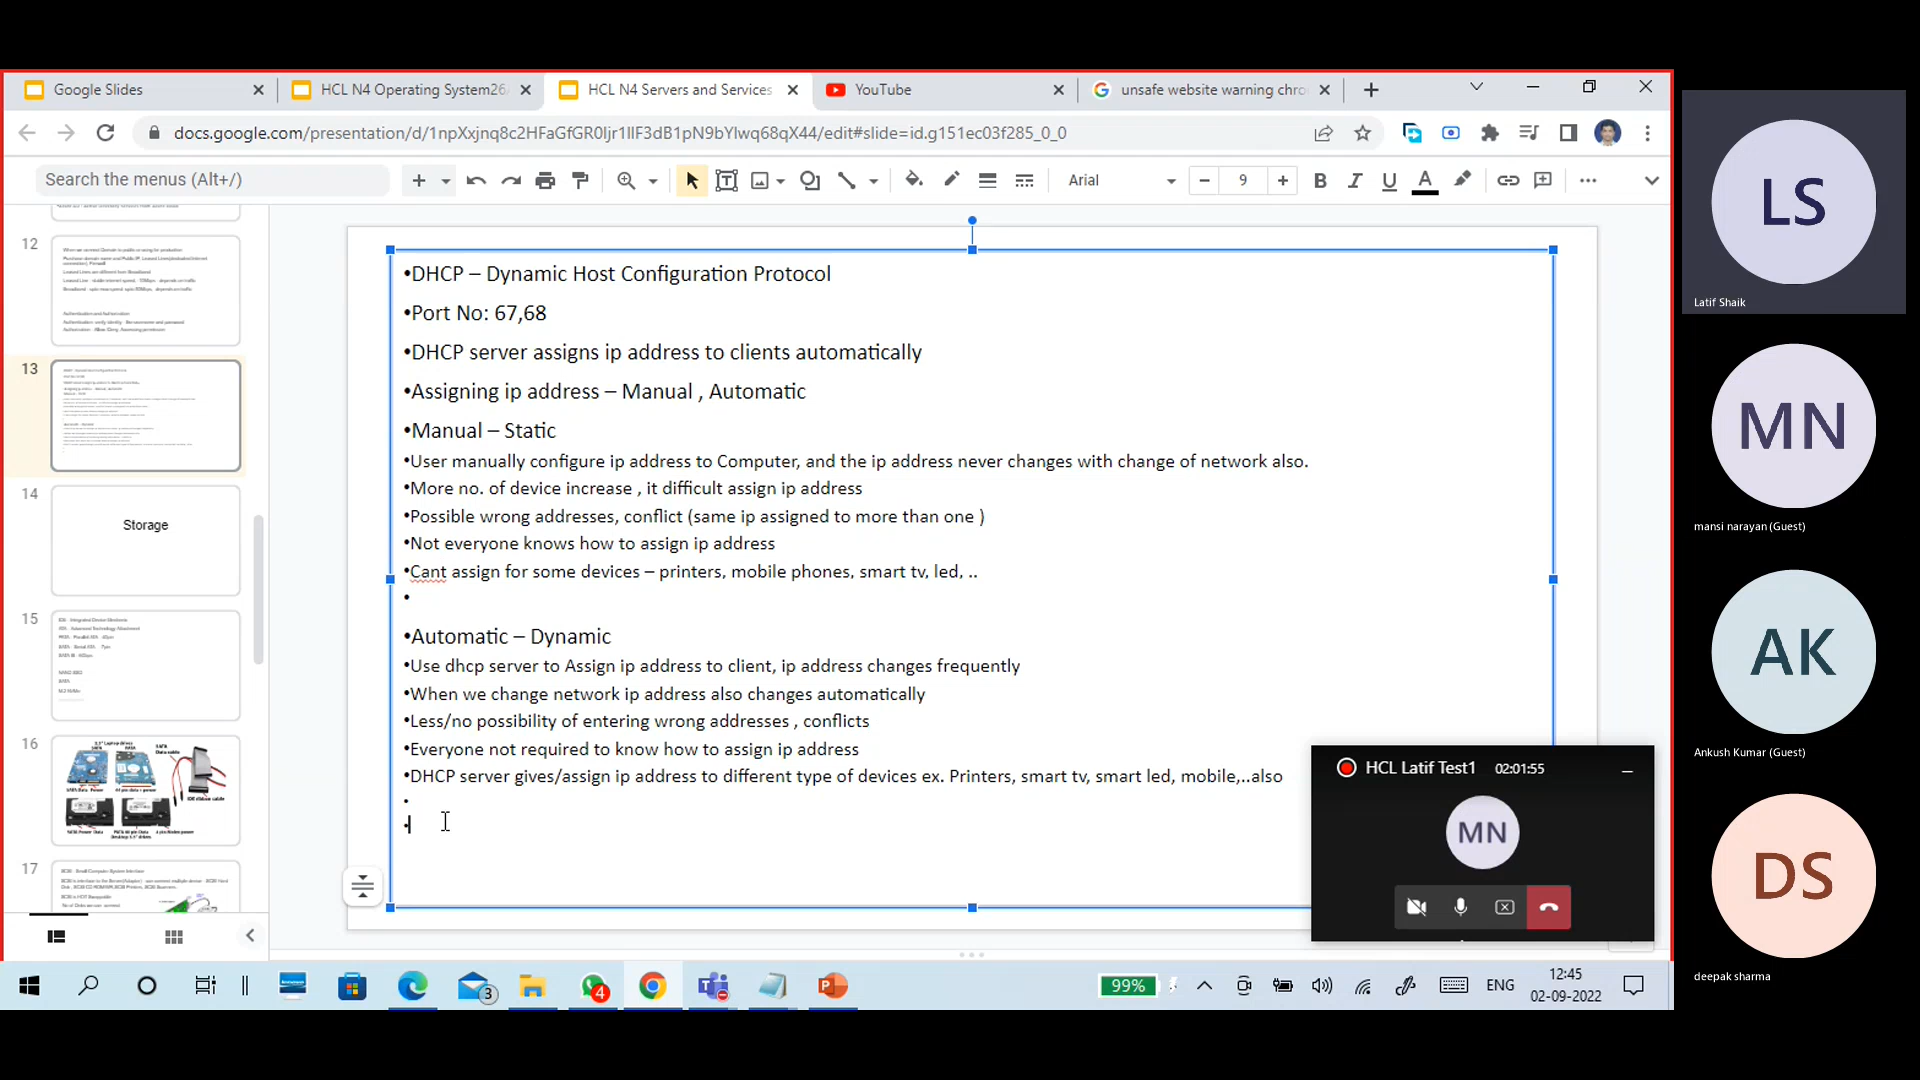 Google Slides
HCL N4 Operating System26
HCL N4 Servers and Services
YouTube
unsafe website warning chro
docs.google.com/presentation/d/1npXxjnq8c2HFaGfGR0Ijr1IlF3dB1pN9bYlwq68qX44/edit#slide=id.g151ec03f285_0_0
Search the menus (Alt+/)
Arial
9
B I U A
12
13
14
Storage
15
16
17
•DHCP – Dynamic Host Configuration Protocol
•Port No: 67,68
•DHCP server assigns ip address to clients automatically
•Assigning ip address – Manual , Automatic
•Manual – Static
•User manually configure ip address to Computer, and the ip address never changes with change of network also.
•More no. of device increase , it difficult assign ip address
•Possible wrong addresses, conflict (same ip assigned to more than one )
•Not everyone knows how to assign ip address
•Cant assign for some devices – printers, mobile phones, smart tv, led, ..
•
•Automatic – Dynamic
•Use dhcp server to Assign ip address to client, ip address changes frequently
•When we change network ip address also changes automatically
•Less/no possibility of entering wrong addresses , conflicts
•Everyone not required to know how to assign ip address
•DHCP server gives/assign ip address to different type of devices ex. Printers, smart tv, smart led, mobile,..also
•
•
HCL Latif Test1 02:01:55
MN
LS
Latif Shaik
MN
mansi narayan (Guest)
AK
Ankush Kumar (Guest)
DS
deepak sharma
3
4
99%
ENG
12:45
02-09-2022